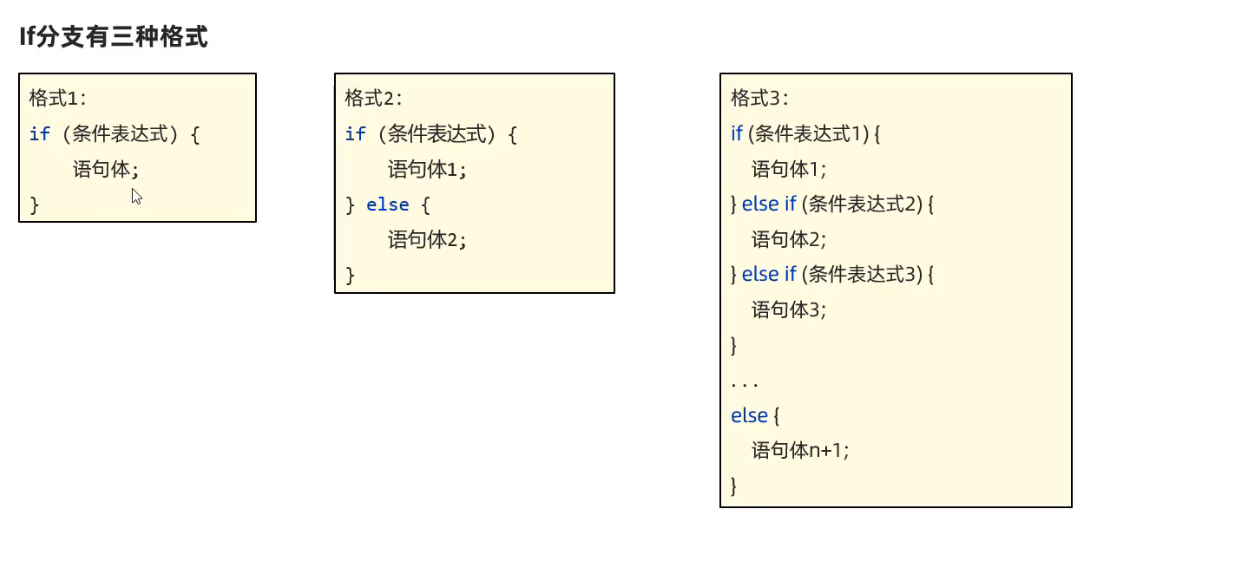 If分支有三种格式
格式1：
if (条件表达式) {
语句体;
}
格式2：
if (条件表达式) {
语句体1;
} else {
语句体2;
}
格式3：
if (条件表达式1) {
语句体1;
} else if (条件表达式2) {
语句体2;
} else if (条件表达式3) {
语句体3;
}
. . .
else {
语句体n+1;
}